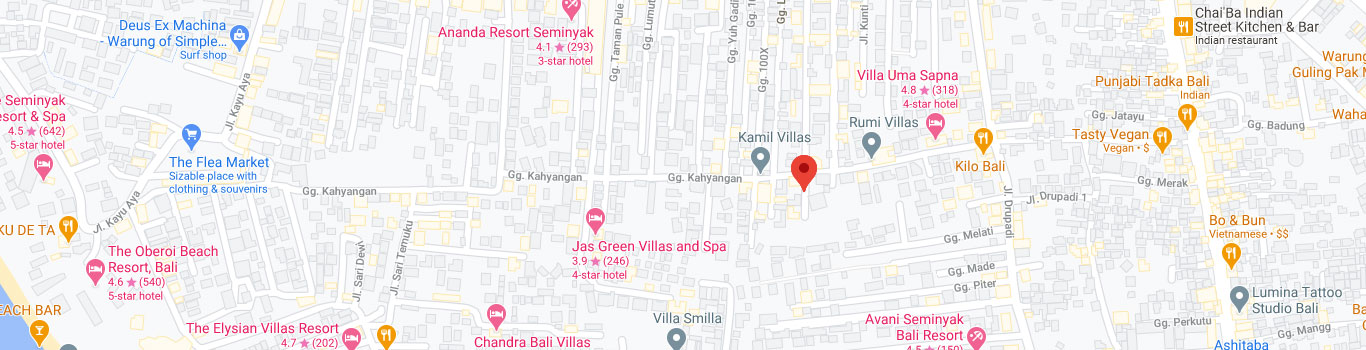 Deus Ex Machina
- Warung of Simple...
Surf shop
Jl. Kayu Aya
Seminyak
esort & Spa
4.5 ★ (642)
5-star hotel
The Flea Market
Sizable place with
clothing & souvenirs
KU DE TA
Jl. Kayu Aya
The Oberoi Beach
Resort, Bali
4.6 ★ (540)
5-star hotel
EACH BAR
The Elysian Villas Resort
4.7 ★ (202)
Jl. Sari Dewi
Jl. Sari Temuku
Gg. Kahyangan
Ananda Resort Seminyak
4.1 ★ (293)
3-star hotel
Gg. Taman Pule
Gg. Lumut
Gg. Yuh Gadi
Gg. 100X
Gg. 10
Gg. L
Jl. Kunti
Gg. Kahyangan
Gg. Kahyangan
Kamil Villas
Rumi Villas
Villa Uma Sapna
4.8 ★ (318)
4-star hotel
Kilo Bali
Jas Green Villas and Spa
3.9 ★ (246)
4-star hotel
Chandra Bali Villas
Villa Smilla
Avani Seminyak
Bali Resort
4.5 ★ (150)
Jl. Drupadi
Jl. Drupadi 1
Gg. Melati
Gg. Made
Gg. Piter
Chai'Ba Indian
Street Kitchen & Bar
Indian restaurant
Punjabi Tadka Bali
Indian
Warung
Guling Pak M
Waha
Gg. Jatayu
Gg. Badung
Tasty Vegan
Vegan • $
Gg. Merak
Bo & Bun
Vietnamese • $$
Lumina Tattoo
Studio Bali
Gg. Perkutu
Gg. Mangg
Baz
Ashitaba